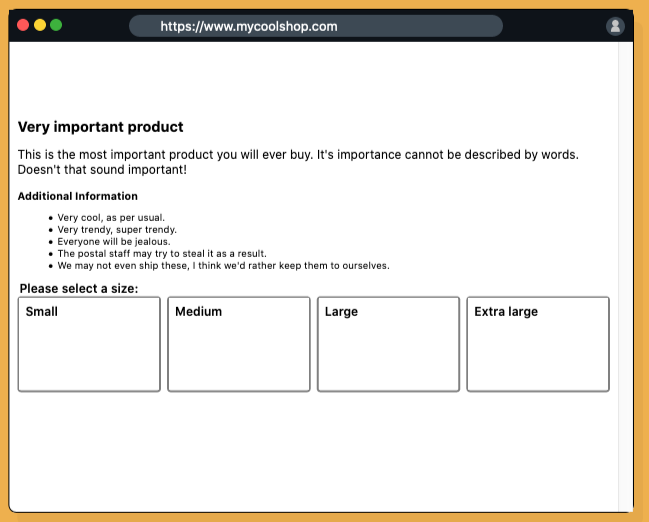 https://www.mycoolshop.com
Very important product
This is the most important product you will ever buy. It's importance cannot be described by words.
Doesn't that sound important!
Additional Information
• Very cool, as per usual.
• Very trendy, super trendy.
• Everyone will be jealous.
• The postal staff may try to steal it as a result.
• We may not even ship these, I think we'd rather keep them to ourselves.
Please select a size:
Small
Medium
Large
Extra large